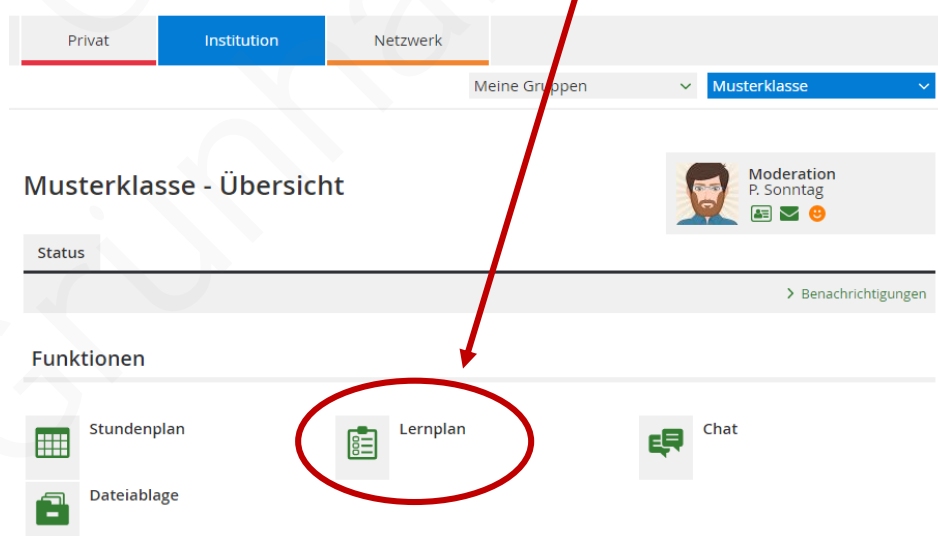 Privat
Institution
Netzwerk
Meine Gruppen
Musterklasse
Musterklasse - Übersicht
Moderation
P. Sonntag
Status
Benachrichtigungen
Funktionen
Stundenplan
Lernplan
Chat
Dateiablage